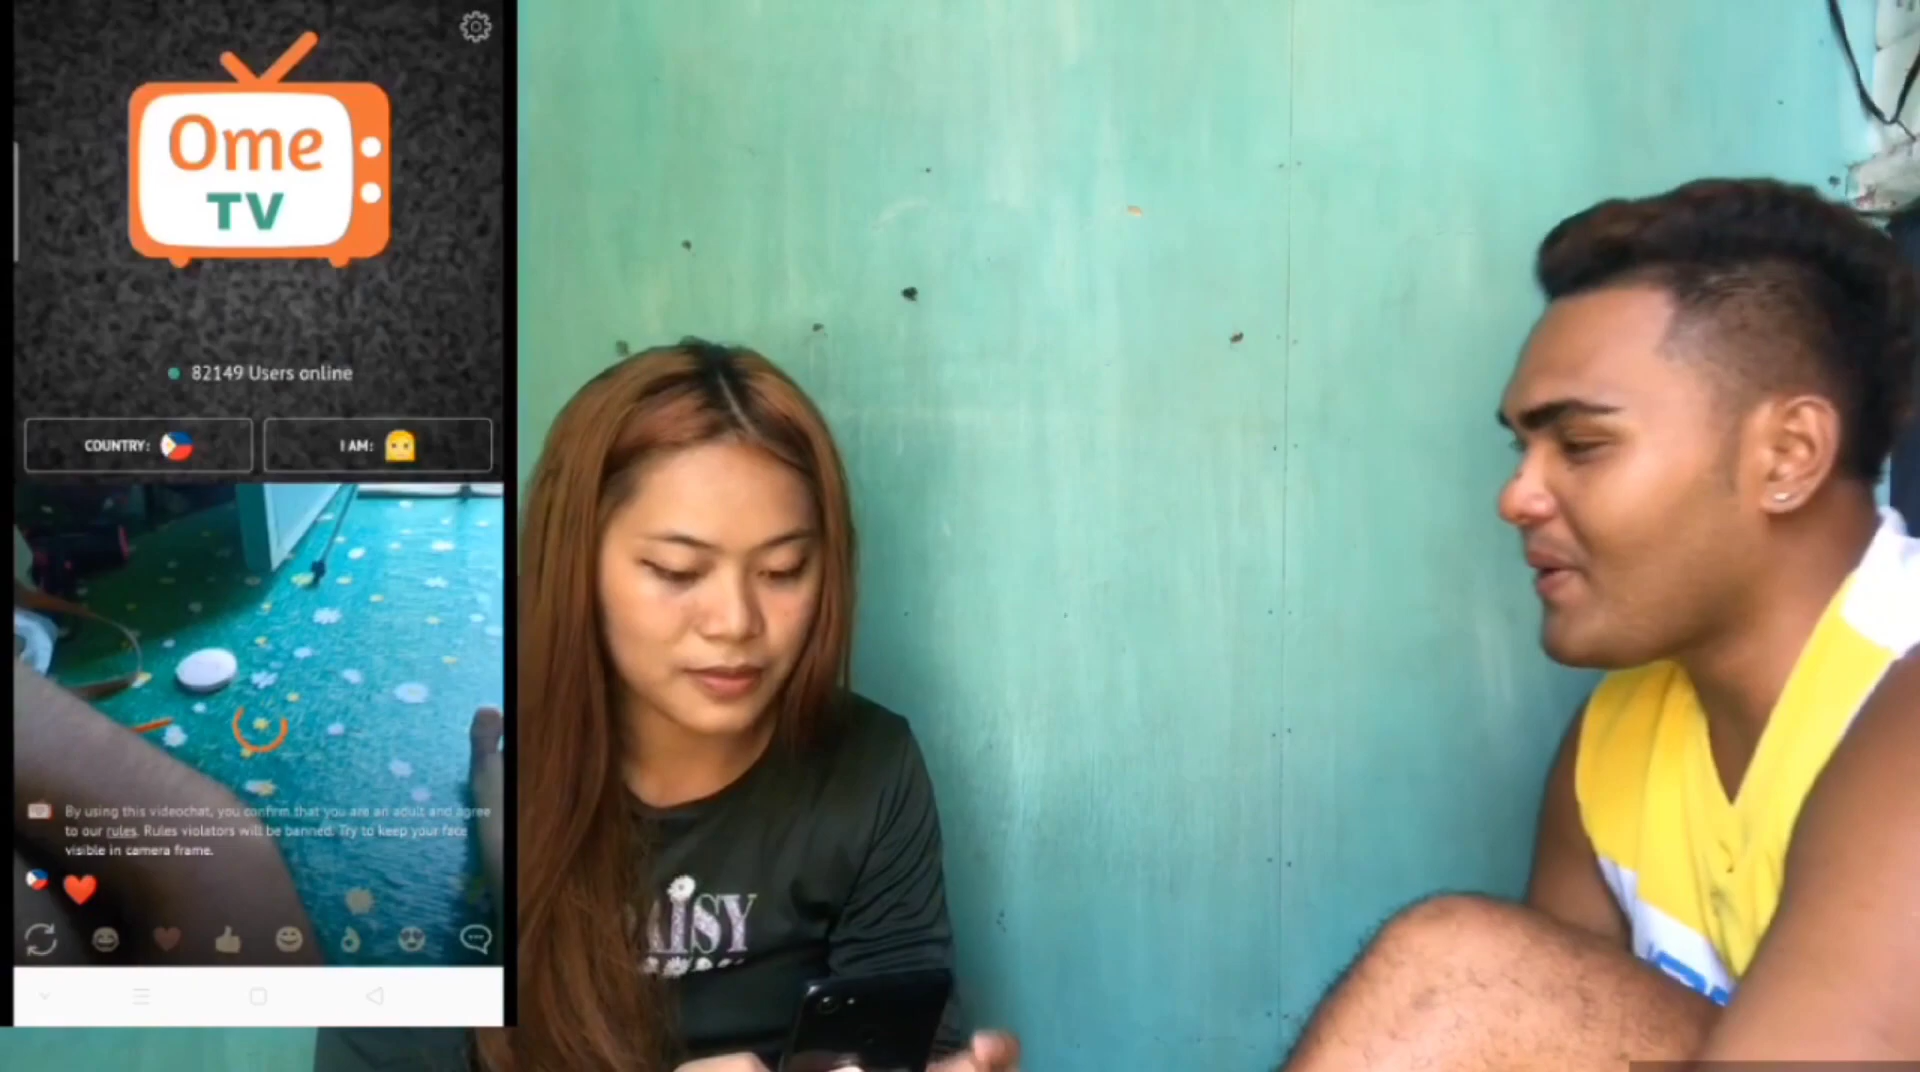 Ome
TV
82149 Users online
COUNTRY:
I AM:
By using this videochat, you confirm that you are an adult and agree
to our rules. Rules violators will be banned. Try to keep your face
visible in camera frame.
AISY